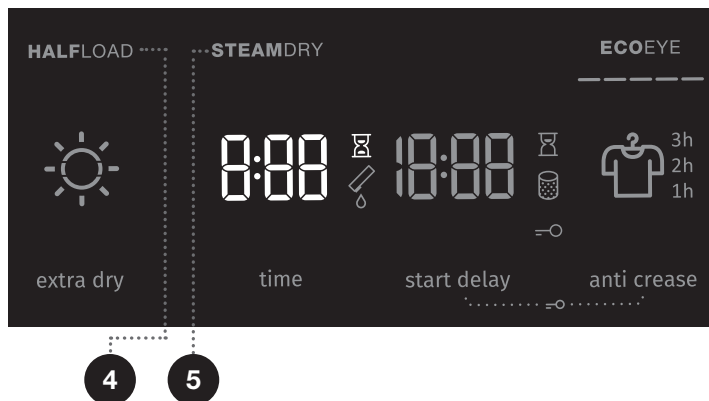 HALFLOAD
STEAMDRY
ECOEYE
8:88
18:88
3h
2h
1h
extra dry
time
start delay
anti crease
4
5